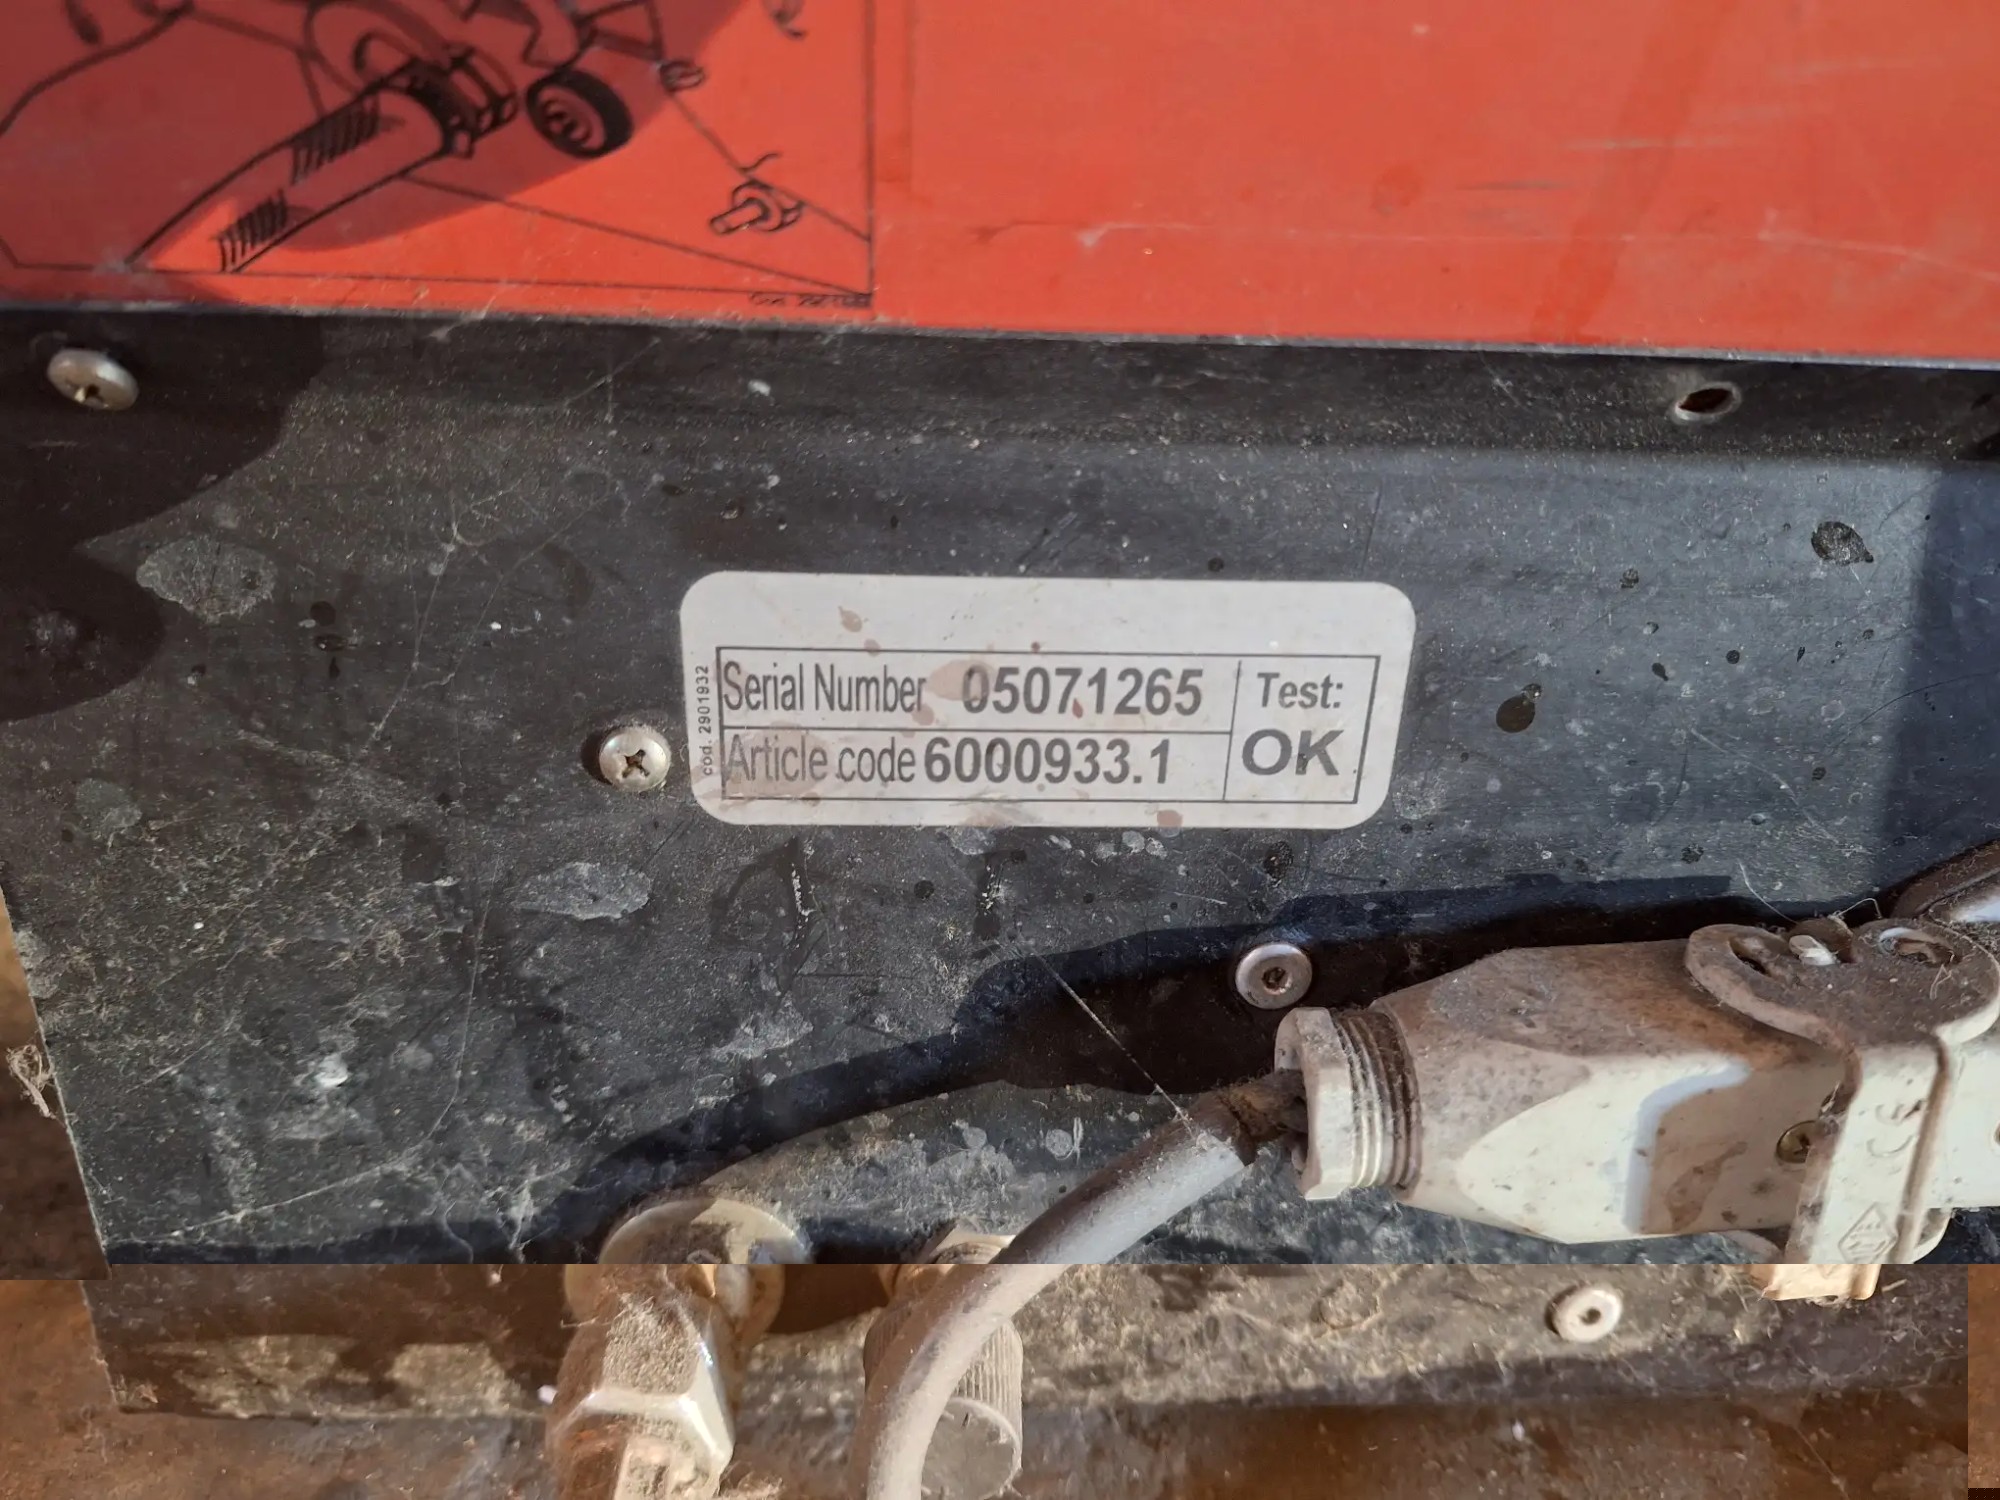 Serial Number 05071265
Article code 6000933.1
Test:
OK
cod. 2901932